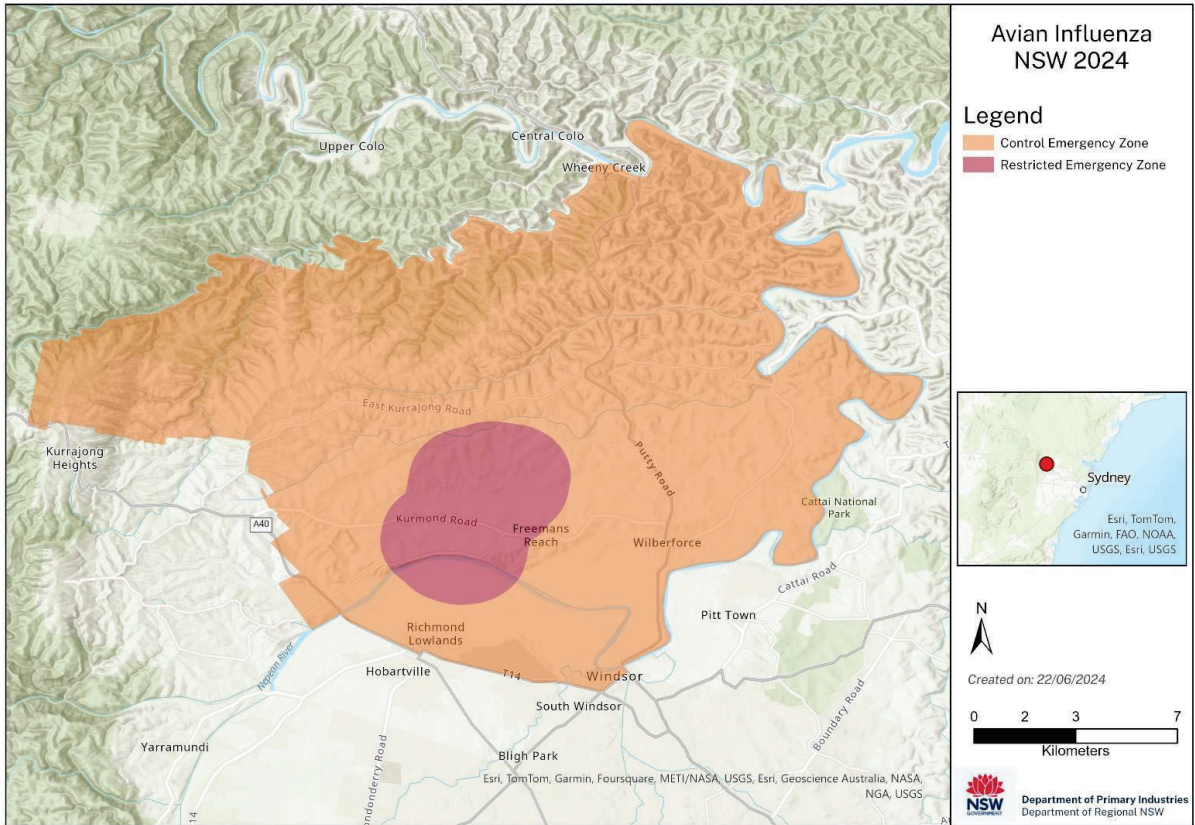 Avian Influenza
NSW 2024
Legend
Control Emergency Zone
Restricted Emergency Zone
Central Colo
Upper Colo
Wheeny Creek
East Kurrajong Road
Kurrajong
Heights
Putty Road
Cattai National
Park
A40
Kurmond Road
Freemans
Reach
Wilberforce
Cattai Road
Pitt Town
Richmond
Lowlands
Nepean River
Hobartville
T14
Windsor
South Windsor
Boundary Road
Yarramundi
Bligh Park
ondonderry Road
14
Esri, TomTom, Garmin, Foursquare, METI/NASA, USGS, Esri, Geoscience Australia, NASA,
NGA, USGS
Sydney
Esri, TomTom,
Garmin, FAO, NOAA,
USGS, Esri, USGS
N
Created on: 22/06/2024
0 2 3 7
Kilometers
NSW
GOVERNMENT
Department of Primary Industries
Department of Regional NSW